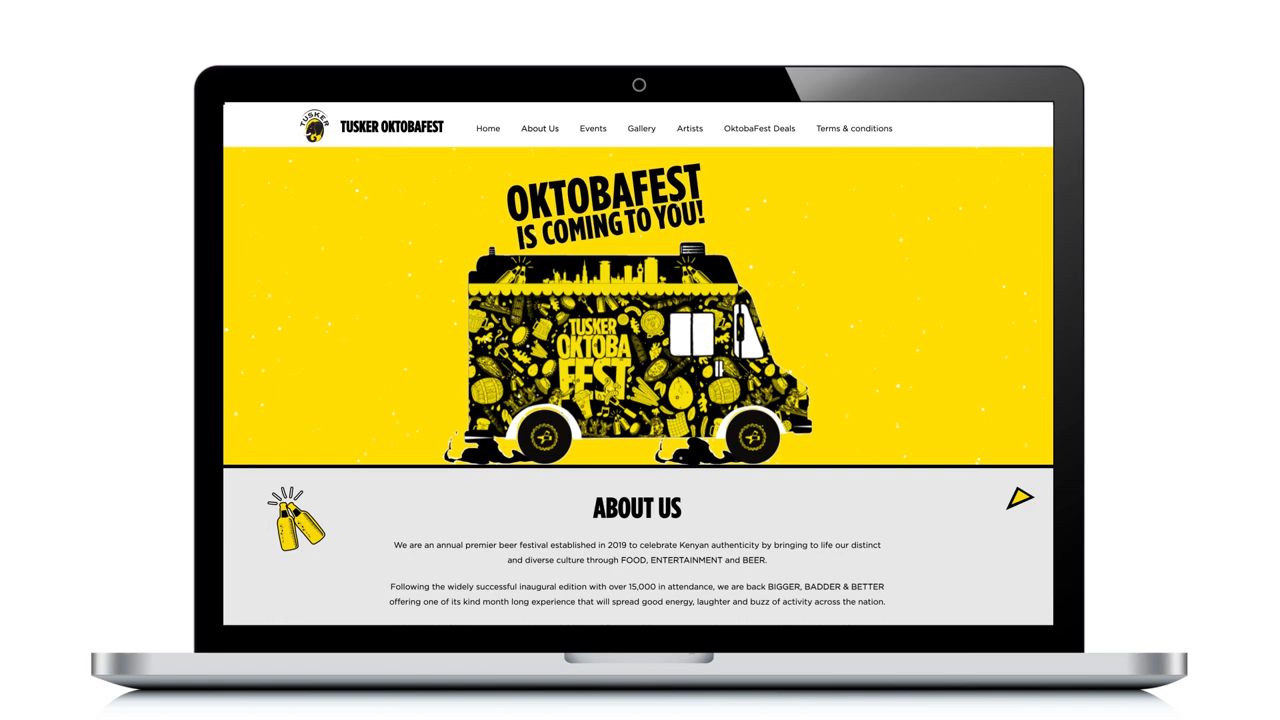 TUSKER
TUSKER OKTOBAFEST
Home
About Us
Events
Gallery
Artists
OktobaFest Deals
Terms & conditions
OKTOBAFEST
IS COMING TO YOU!
TUSKER
OKTOBA
FEST
ABOUT US
We are an annual premier beer festival established in 2019 to celebrate Kenyan authenticity by bringing to life our distinct
and diverse culture through FOOD, ENTERTAINMENT and BEER.
Following the widely successful inaugural edition with over 15,000 in attendance, we are back BIGGER, BADDER & BETTER
offering one of its kind month long experience that will spread good energy, laughter and buzz of activity across the nation.